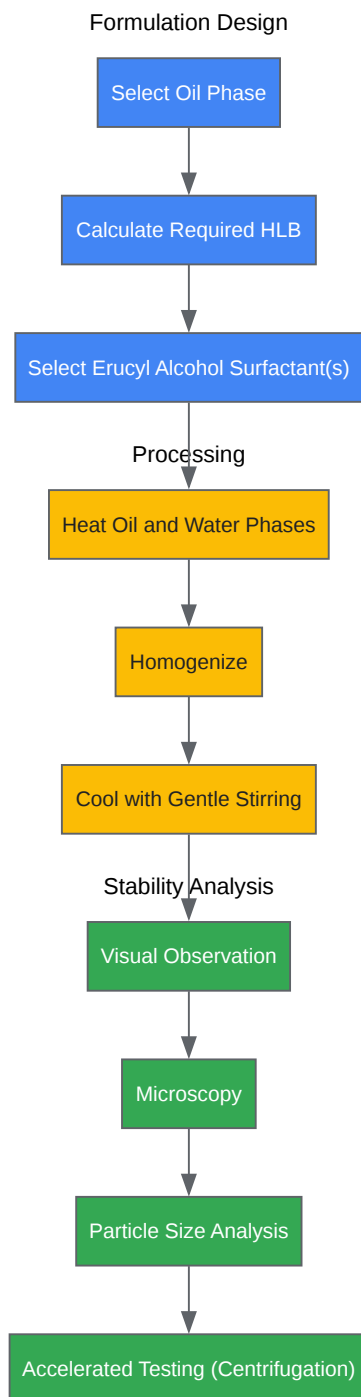 Formulation Design
Select Oil Phase
Calculate Required HLB
Select Erucyl Alcohol Surfactant(s)
Processing
Heat Oil and Water Phases
Homogenize
Cool with Gentle Stirring
Stability Analysis
Visual Observation
Microscopy
Particle Size Analysis
Accelerated Testing (Centrifugation)